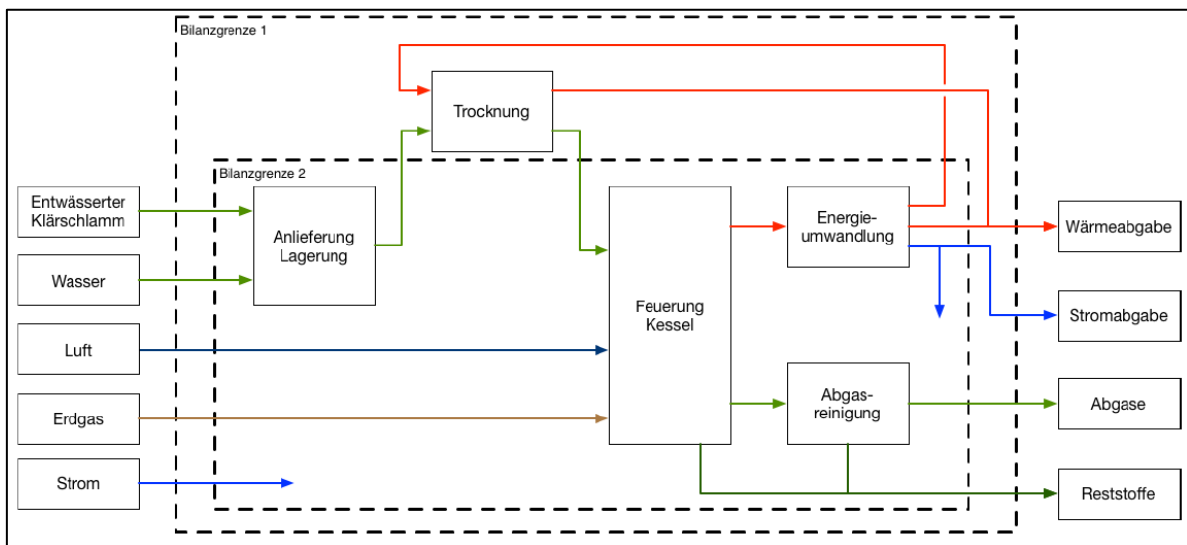 Bilanzgrenze 1
Trocknung
Bilanzgrenze 2
Entwässerter
Klärschlamm
Anlieferung
Lagerung
Energie-
umwandlung
Wärmeabgabe
Wasser
Feuerung
Kessel
Stromabgabe
Luft
Erdgas
Abgas-
reinigung
Abgase
Strom
Reststoffe